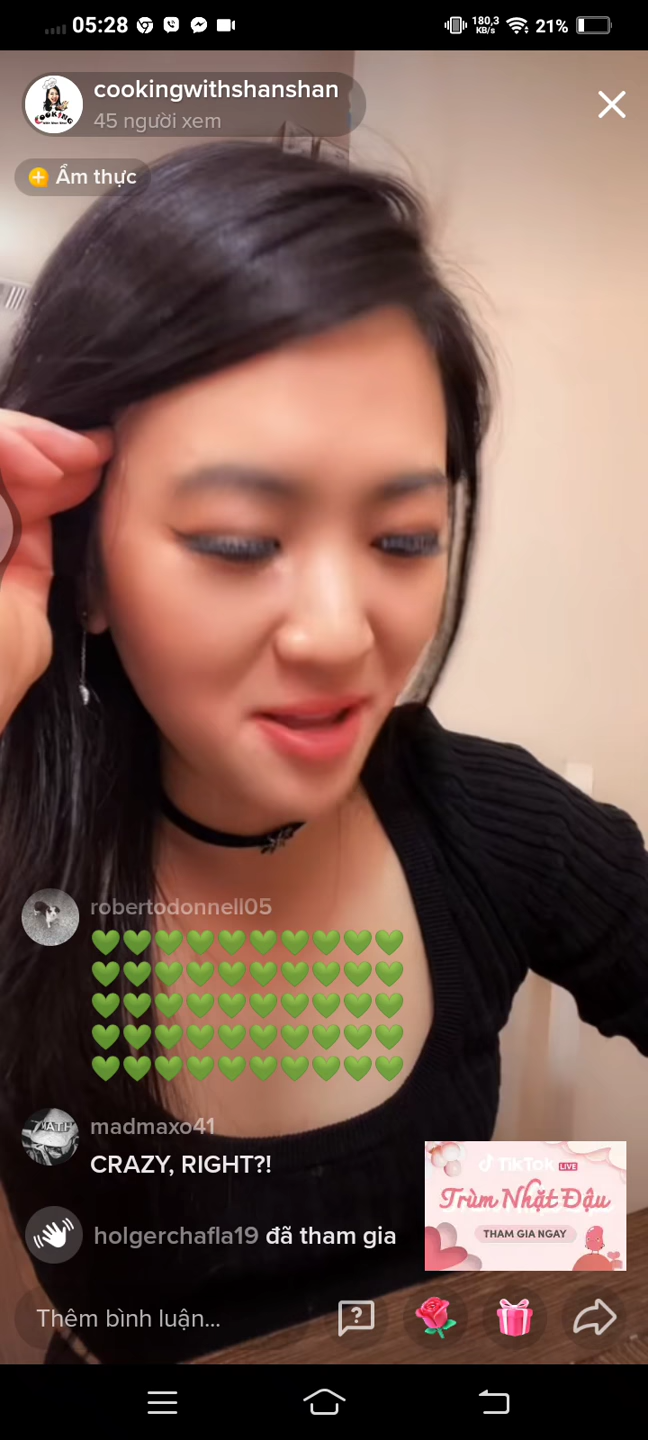 05:28
180,3
KB/s
21%
cookingwithshanshan
45 người xem
COOKING
Ẩm thực
robertodonnell05
💚💚💚💚💚💚💚💚💚💚
💚💚💚💚💚💚💚💚💚💚
💚💚💚💚💚💚💚💚💚💚
💚💚💚💚💚💚💚💚💚💚
💚💚💚💚💚💚💚💚💚💚
madmaxo41
CRAZY, RIGHT?!
holgerchafla19 đã tham gia
TikTok LIVE
Trùm Nhặt Đậu
THAM GIA NGAY
Thêm bình luận...